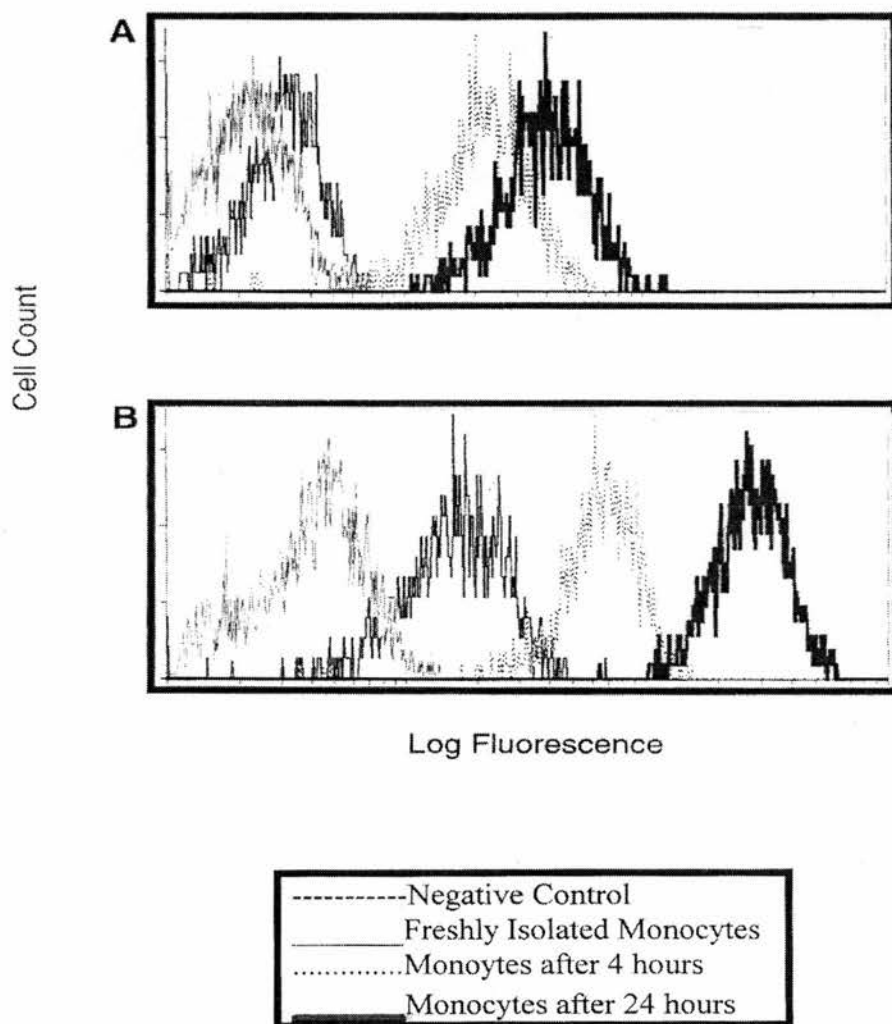 A
Cell Count
B
Log Fluorescence
Negative Control
Freshly Isolated Monocytes
Monoytes after 4 hours
Monocytes after 24 hours